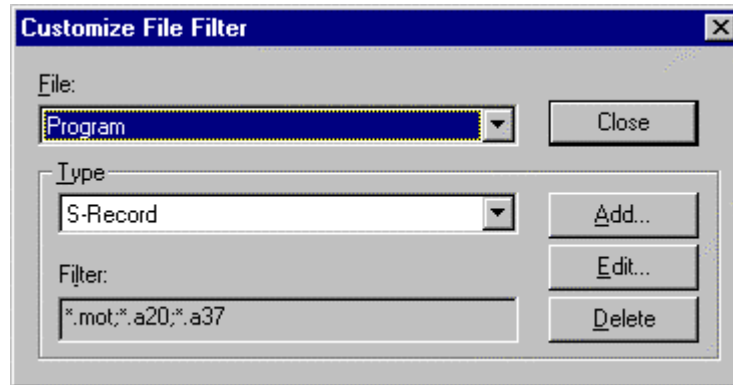 Customize File Filter
File:
Program
Close
Type
S-Record
Add...
Filter:
Edit...
*.mot;*.a20;*.a37
Delete